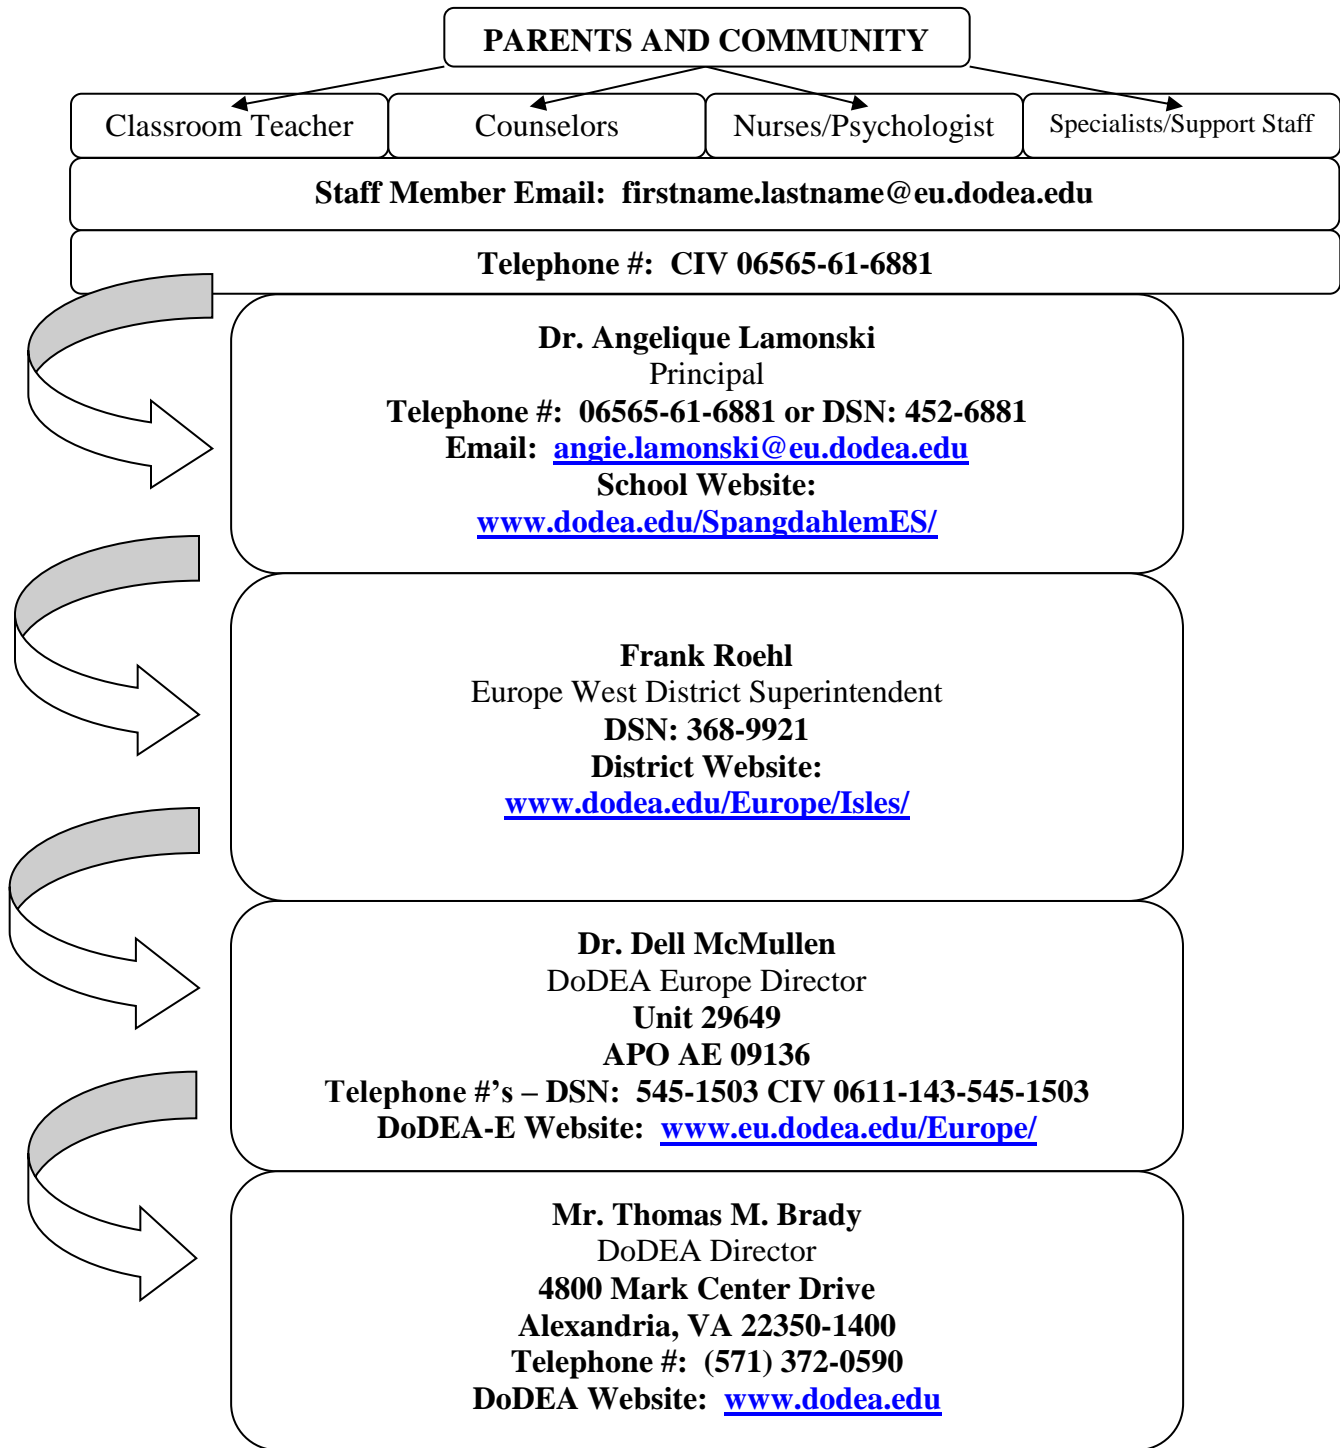 PARENTS AND COMMUNITY
Classroom Teacher
Counselors
Nurses/Psychologist
Specialists/Support Staff
Staff Member Email:  firstname.lastname@eu.dodea.edu
Telephone #:  CIV 06565-61-6881
Dr. Angelique Lamonski
Principal
Telephone #:  06565-61-6881 or DSN: 452-6881
Email:  angie.lamonski@eu.dodea.edu
School Website:
www.dodea.edu/SpangdahlemES/
Frank Roehl
Europe West District Superintendent
DSN: 368-9921
District Website:
www.dodea.edu/Europe/Isles/
Dr. Dell McMullen
DoDEA Europe Director
Unit 29649
APO AE 09136
Telephone #’s – DSN:  545-1503 CIV 0611-143-545-1503
DoDEA-E Website:  www.eu.dodea.edu/Europe/
Mr. Thomas M. Brady
DoDEA Director
4800 Mark Center Drive
Alexandria, VA 22350-1400
Telephone #:  (571) 372-0590
DoDEA Website:  www.dodea.edu